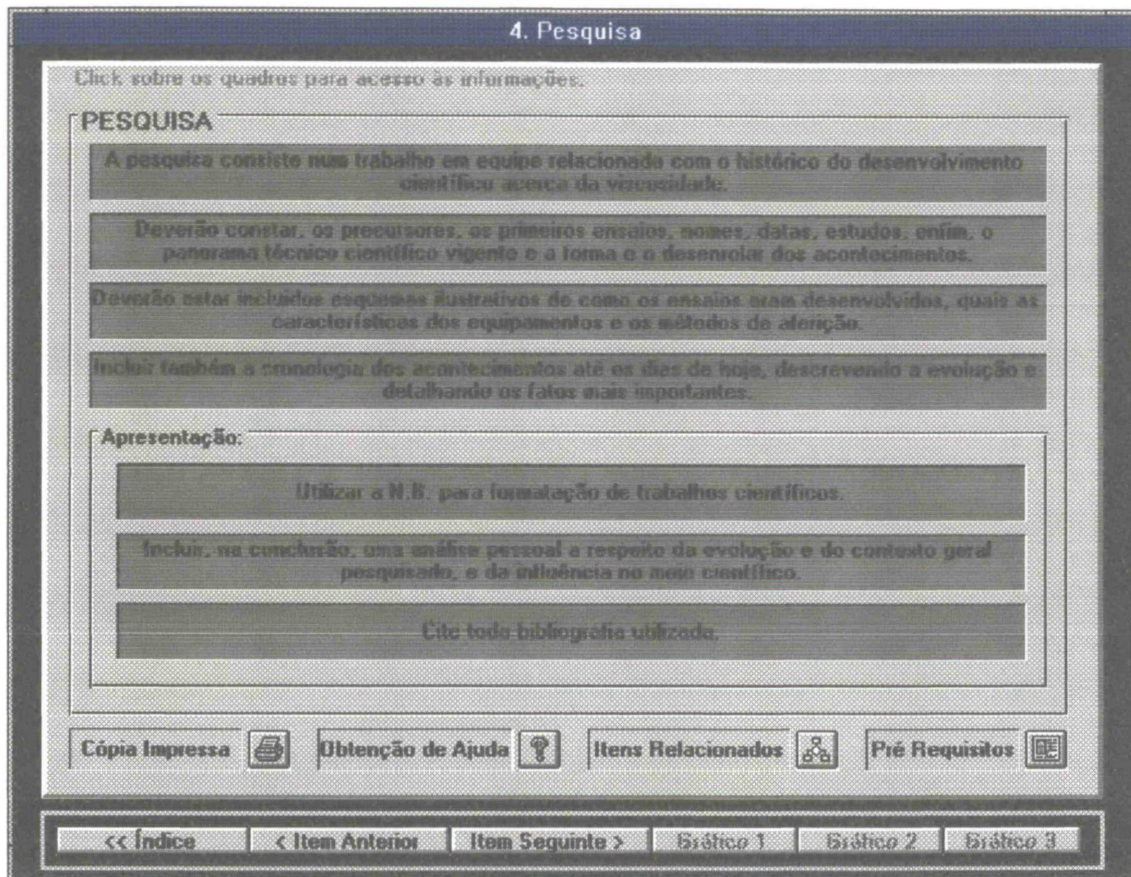 4. Pesquisa
Click sobre os quadros para acesso às informações.
PESQUISA
A pesquisa consiste num trabalho em equipe relacionada com o histórico do desenvolvimento
científico acerca da viscosidade.
Deverão constar, os precursores, os primeiros ensaios, nomes, datas, estudos, enfim, o
panorama técnico científico vigente e a forma e o desenrolar dos acontecimentos.
Deverão estar incluídos esquemas ilustrativos de como os ensaios eram desenvolvidos, quais as
características dos equipamentos e os métodos de aferição.
Incluir também a cronologia dos acontecimentos até os dias de hoje, descrevendo a evolução e
detalhando os fatos mais importantes.
Apresentação:
Utilizar a N.B. para formatação de trabalhos científicos.
Incluir, na conclusão, uma análise pessoal a respeito da evolução e do contexto geral
pesquisado, e da influência no meio científico.
Cite toda bibliografia utilizada.
Cópia Impressa Obtenção de Ajuda ? Itens Relacionados Pré Requisitos
<< Índice < Item Anterior Item Seguinte > Gráfico 1 Gráfico 2 Gráfico 3